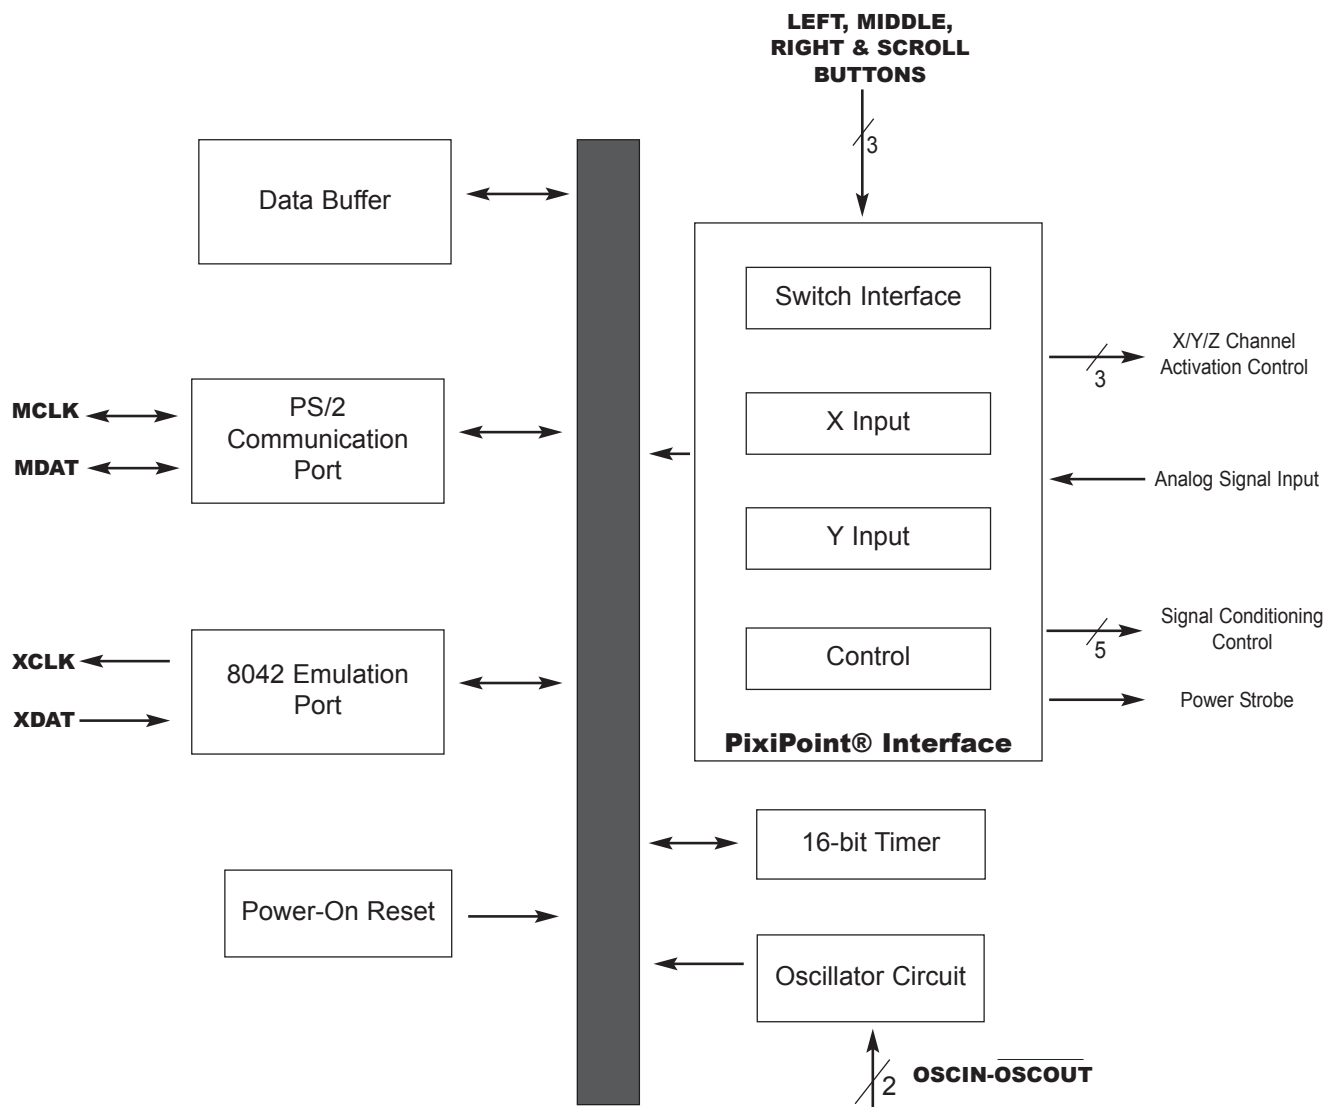 LEFT, MIDDLE,
RIGHT & SCROLL
BUTTONS
3
Data Buffer
Switch Interface
X/Y/Z Channel
Activation Control
3
MCLK
MDAT
PS/2
Communication
Port
X Input
Analog Signal Input
Y Input
Signal Conditioning
Control
5
XCLK
XDAT
8042 Emulation
Port
Control
Power Strobe
PixiPoint® Interface
16-bit Timer
Power-On Reset
Oscillator Circuit
2
OSCIN-OSCOUT